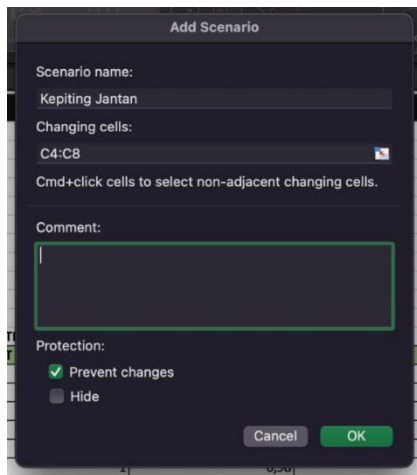 Add Scenario
Scenario name:
Kepiting Jantan
Changing cells:
C4:C8
Cmd+click cells to select non-adjacent changing cells.
Comment:
Protection:
Prevent changes
Hide
Cancel OK